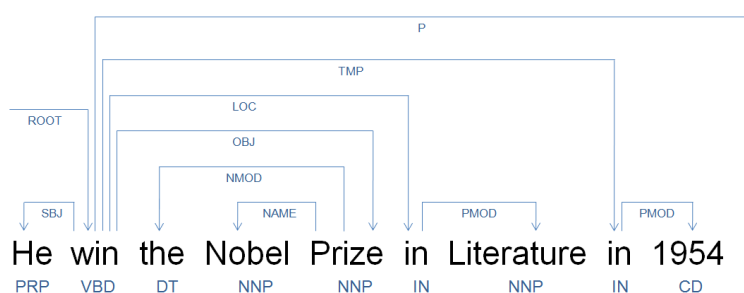 P
TMP
LOC
ROOT
OBJ
NMOD
SBJ NAME PMOD PMOD
He win the Nobel Prize in Literature in 1954
PRP VBD DT NNP NNP IN NNP IN CD